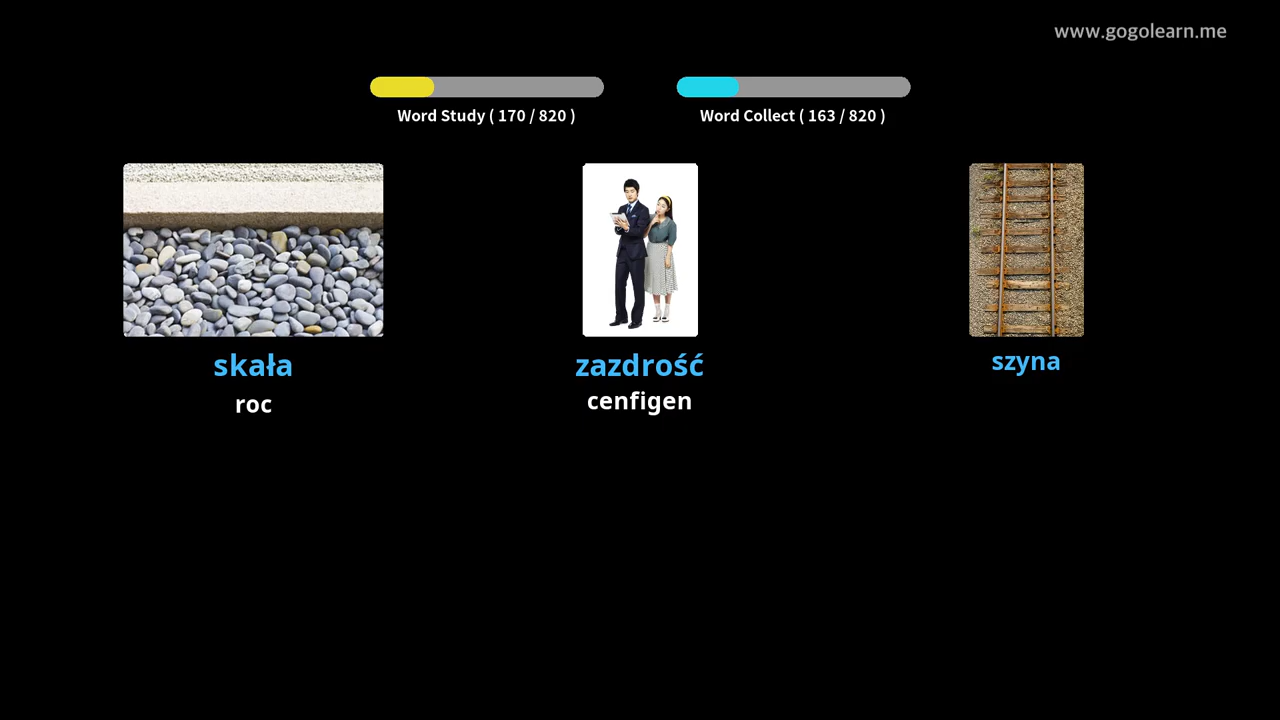 www.gogolearn.me
Word Study ( 170 / 820 )
Word Collect ( 163 / 820 )
skała
roc
zazdrość
cenfigen
szyna